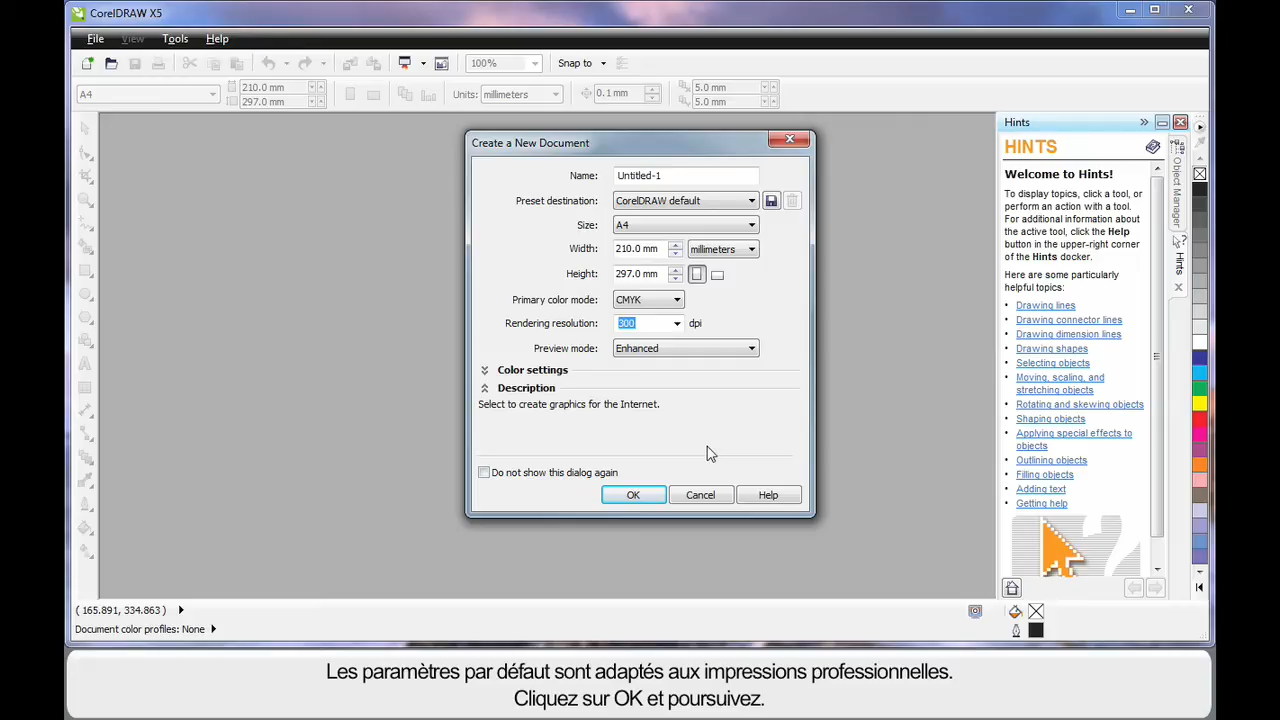 CorelDRAW X5
File View Tools Help
100% Snap to
A4 210.0 mm 297.0 mm Units: millimeters 0.1 mm 5.0 mm 5.0 mm
Create a New Document
Name: Untitled-1
Preset destination: CorelDRAW default
Size: A4
Width: 210.0 mm millimeters
Height: 297.0 mm
Primary color mode: CMYK
Rendering resolution: 300 dpi
Preview mode: Enhanced
Color settings
Description
Select to create graphics for the Internet.
Do not show this dialog again
OK Cancel Help
Hints
HINTS
Welcome to Hints!
To display topics, click a tool, or
perform an action with a tool.
For additional information about
the active tool, click the Help
button in the upper-right corner
of the Hints docker.
Here are some particularly
helpful topics:
• Drawing lines
• Drawing connector lines
• Drawing dimension lines
• Drawing shapes
• Selecting objects
• Moving, scaling, and
stretching objects
• Rotating and skewing objects
• Shaping objects
• Applying special effects to
objects
• Outlining objects
• Filling objects
• Adding text
• Getting help
Object Manager
Hints
( 165.891, 334.863)
Document color profiles: None
Les paramètres par défaut sont adaptés aux impressions professionnelles.
Cliquez sur OK et poursuivez.